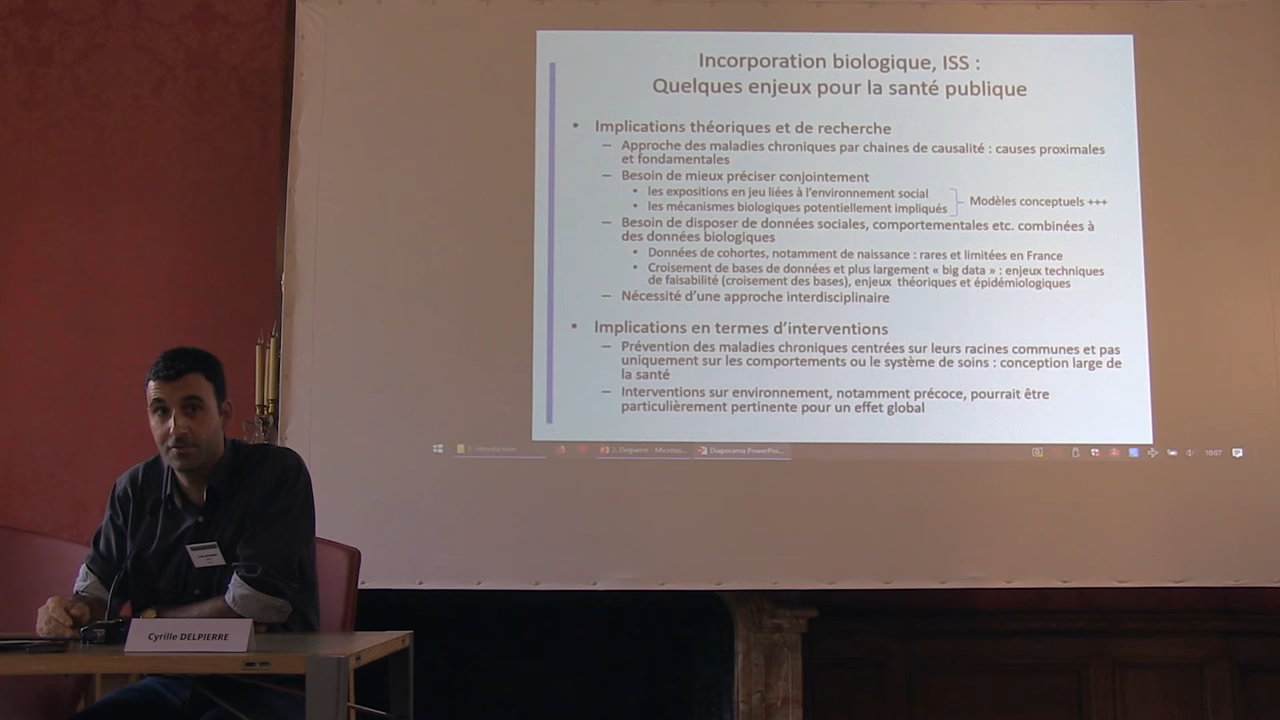 Incorporation biologique, ISS :
Quelques enjeux pour la santé publique
• Implications théoriques et de recherche
– Approche des maladies chroniques par chaines de causalité : causes proximales
et fondamentales
– Besoin de mieux préciser conjointement
• les expositions en jeu liées à l'environnement social
• les mécanismes biologiques potentiellement impliqués
Modèles conceptuels +++
– Besoin de disposer de données sociales, comportementales etc. combinées à
des données biologiques
• Données de cohortes, notamment de naissance : rares et limitées en France
• Croisement de bases de données et plus largement « big data » : enjeux techniques
de faisabilité (croisement des bases), enjeux théoriques et épidémiologiques
– Nécessité d'une approche interdisciplinaire
• Implications en termes d'interventions
– Prévention des maladies chroniques centrées sur leurs racines communes et pas
uniquement sur les comportements ou le système de soins : conception large de
la santé
– Interventions sur environnement, notamment précoce, pourrait être
particulièrement pertinente pour un effet global
2. Delpierre - Microso...
Diaporama PowerPoi...
10:07
Cyrille DELPIERRE